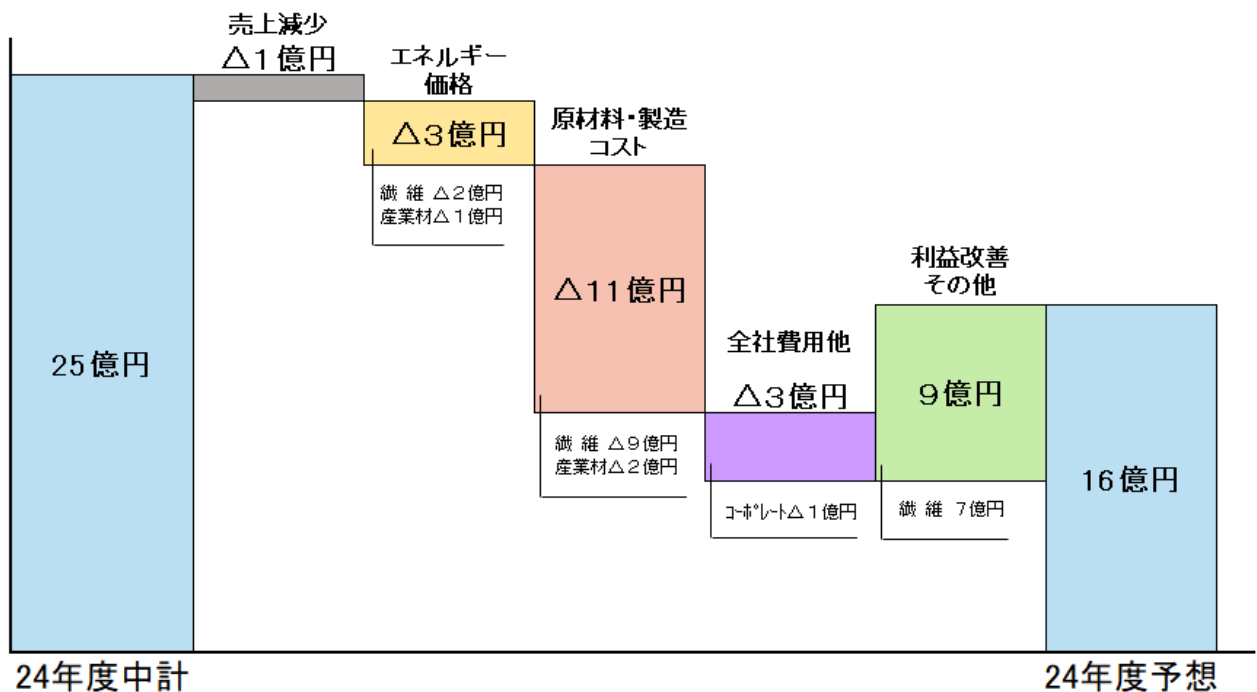 売上減少
△1億円
エネルギー
価格
△3億円
繊 維 △2億円
産業材△1億円
原材料・製造
コスト
△11億円
繊 維 △9億円
産業材△2億円
全社費用他
△3億円
ｺｰﾎﾟﾚｰﾄ△1億円
利益改善
その他
9億円
繊 維 7億円
25億円
16億円
24年度中計
24年度予想